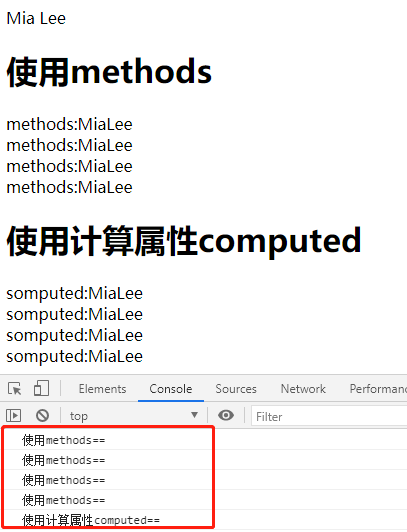 Mia Lee
使用methods
methods:MiaLee
methods:MiaLee
methods:MiaLee
methods:MiaLee
使用计算属性computed
somputed:MiaLee
somputed:MiaLee
somputed:MiaLee
somputed:MiaLee
Elements Console Sources Network Performanc
top Filter
使用methods==
使用methods==
使用methods==
使用methods==
使用计算属性computed==